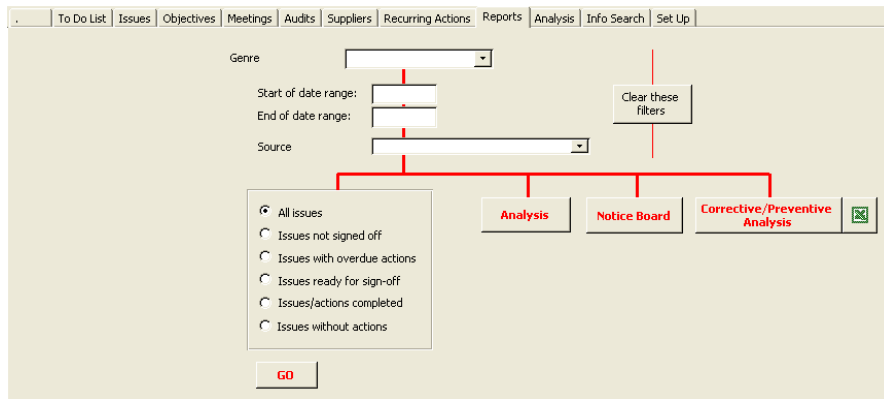 . To Do List Issues Objectives Meetings Audits Suppliers Recurring Actions Reports Analysis Info Search Set Up
Genre
Start of date range:
End of date range:
Clear these
filters
Source
All issues
Issues not signed off
Issues with overdue actions
Issues ready for sign-off
Issues/actions completed
Issues without actions
Analysis
Notice Board
Corrective/Preventive
Analysis
GO